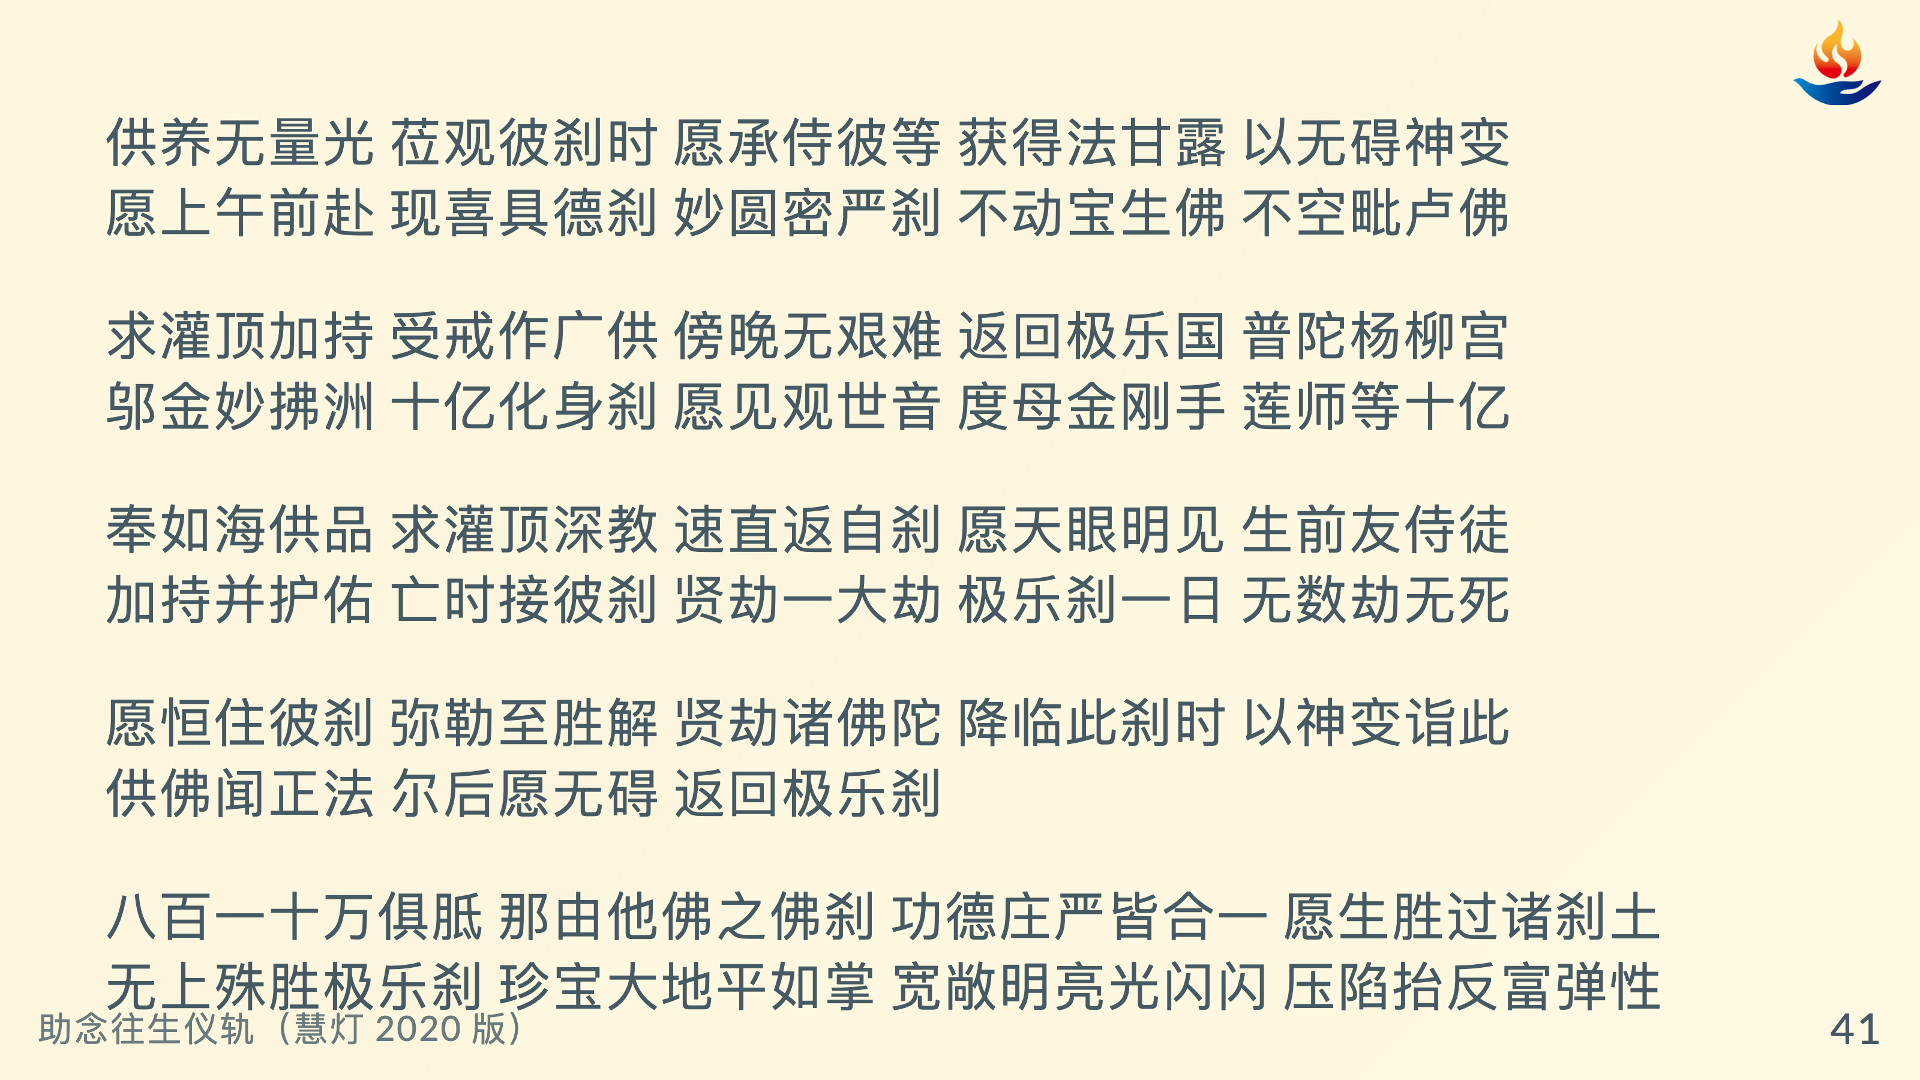 供养无量光 莅观彼刹时 愿承侍彼等 获得法甘露 以无碍神变
愿上午前赴 现喜具德刹 妙圆密严刹 不动宝生佛 不空毗卢佛
求灌顶加持 受戒作广供 傍晚无艰难 返回极乐国 普陀杨柳宫
邬金妙拂洲 十亿化身刹 愿见观世音 度母金刚手 莲师等十亿
奉如海供品 求灌顶深教 速直返自刹 愿天眼明见 生前友侍徒
加持并护佑 亡时接彼刹 贤劫一大劫 极乐刹一日 无数劫无死
愿恒住彼刹 弥勒至胜解 贤劫诸佛陀 降临此刹时 以神变诣此
供佛闻正法 尔后愿无碍 返回极乐刹
八百一十万俱胝 那由他佛之佛刹 功德庄严皆合一 愿生胜过诸刹土
无上殊胜极乐刹 珍宝大地平如掌 宽敞明亮光闪闪 压陷抬反富弹性
助念往生仪轨（慧灯 2020 版）
41